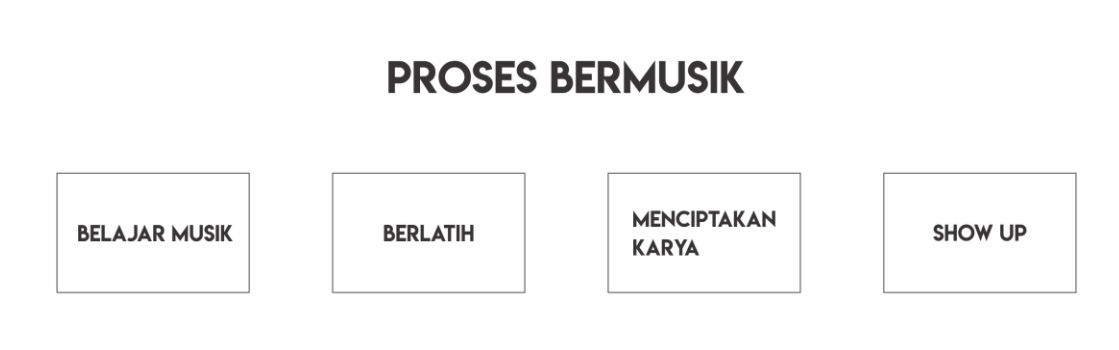 PROSES BERMUSIK
BELAJAR MUSIK
BERLATIH
MENCIPTAKAN
KARYA
SHOW UP